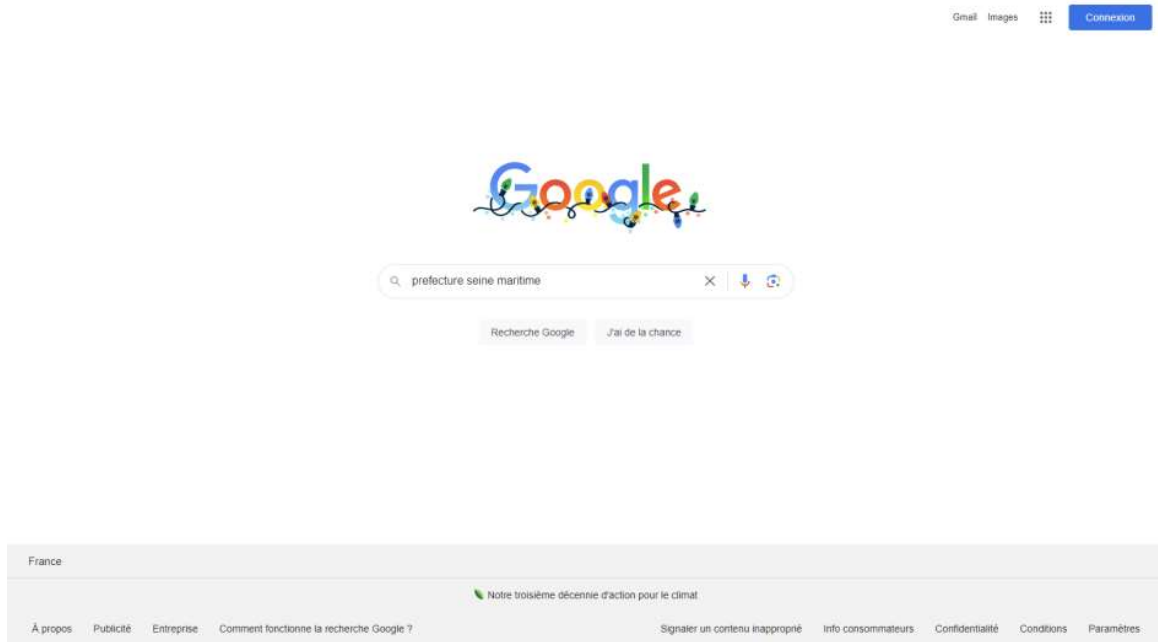 Gmail Images Connexion
Google
prefecture seine maritime
Recherche Google J'ai de la chance
France
Notre troisième décennie d'action pour le climat
À propos Publicité Entreprise Comment fonctionne la recherche Google ? Signaler un contenu inapproprié Info consommateurs Confidentialité Conditions Paramètres